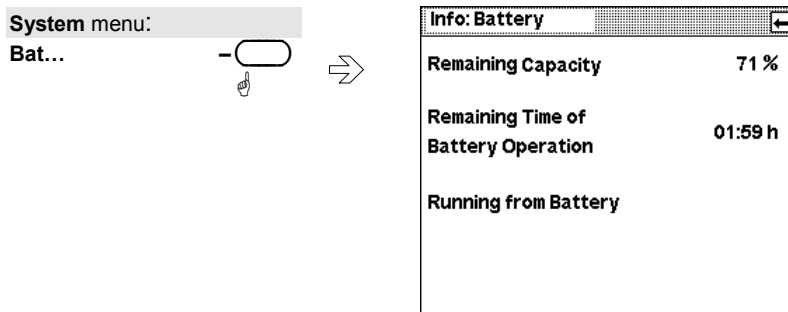 System menu:
Bat…
Info: Battery
Remaining Capacity 71 %
Remaining Time of
Battery Operation 01:59 h
Running from Battery